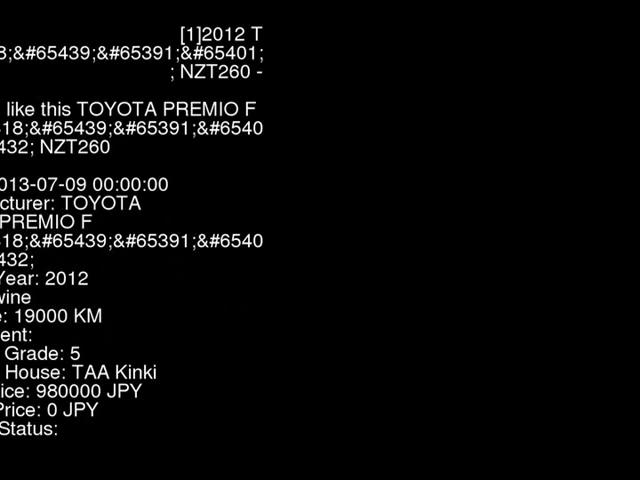 [1]2012 T
8;&#65439;&#65391;&#65401;
; NZT260 -
like this TOYOTA PREMIO F
18;&#65439;&#65391;&#6540
432; NZT260
013-07-09 00:00:00
cturer: TOYOTA
PREMIO F
18;&#65439;&#65391;&#6540
432;
Year: 2012
wine
e: 19000 KM
ent:
Grade: 5
House: TAA Kinki
ice: 980000 JPY
Price: 0 JPY
Status: